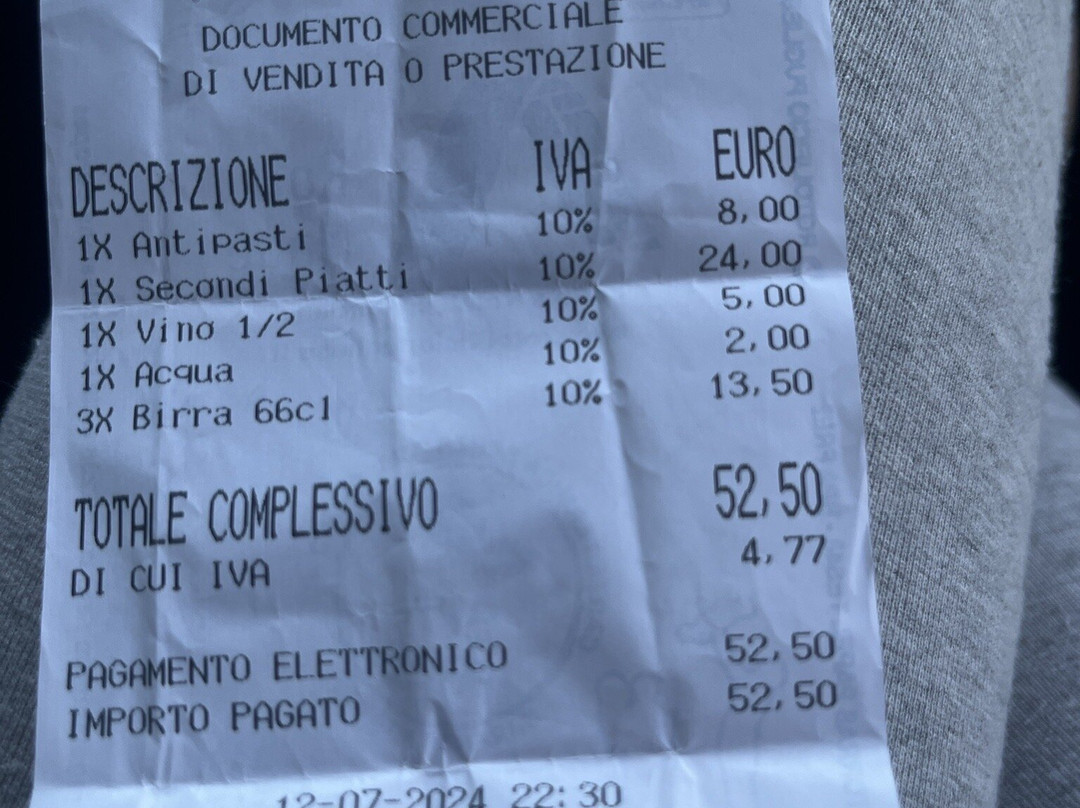 DOCUMENTO COMMERCIALE
DI VENDITA O PRESTAZIONE
DESCRIZIONE IVA EURO
1X Antipasti 10% 8,00
1X Secondi Piatti 10% 24,00
1X Vino 1/2 10% 5,00
1X Acqua 10% 2,00
3X Birra 66cl 10% 13,50
TOTALE COMPLESSIVO 52,50
DI CUI IVA 4,77
PAGAMENTO ELETTRONICO 52,50
IMPORTO PAGATO 52,50
12-07-2024 22:30